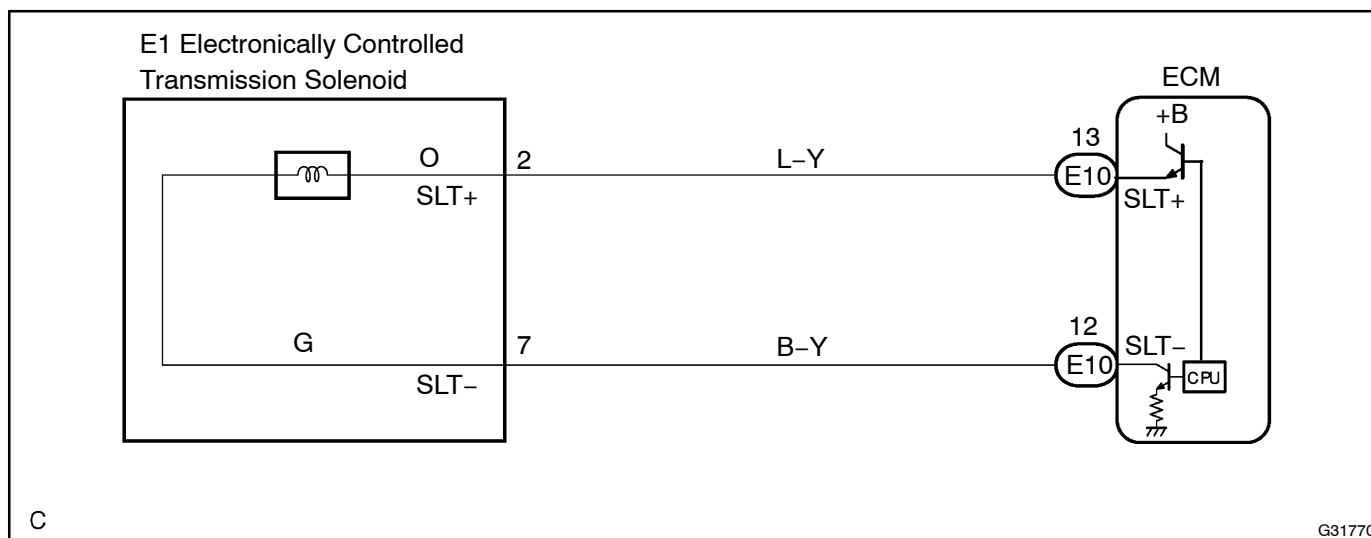 E1 Electronically Controlled
Transmission Solenoid
ECM
+B
13
O
2
L−Y
E10
SLT+
SLT+
12
G
7
B−Y
E10
SLT−
SLT−
CPU
C
G31770